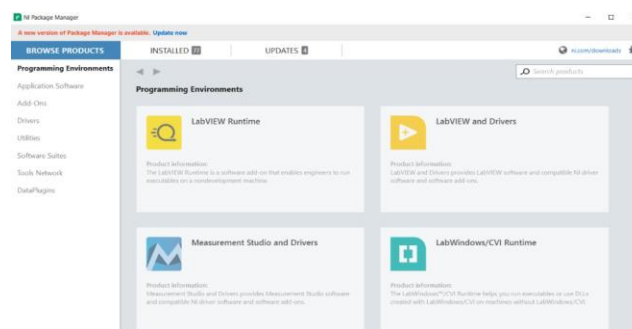 NI Package Manager
A new version of Package Manager is available. Update now
BROWSE PRODUCTS
INSTALLED
UPDATES 4
ni.com/downloads
Programming Environments
Application Software
Add-Ons
Drivers
Utilities
Software Suites
Tools Network
DataPlugins
Search products
Programming Environments
LabVIEW Runtime
Product information:
The LabVIEW Runtime is a software add-on that enables engineers to run
executables on a nondevelopment machine.
LabVIEW and Drivers
Product information:
LabVIEW and Drivers provides LabVIEW software and compatible NI driver
software and software add-ons.
Measurement Studio and Drivers
Product information:
Measurement Studio and Drivers provides Measurement Studio software
and compatible NI driver software and software add-ons.
LabWindows/CVI Runtime
Product information:
The LabWindows™/CVI Runtime helps you run executables or use DLLs
created with LabWindows/CVI on machines without LabWindows/CVI